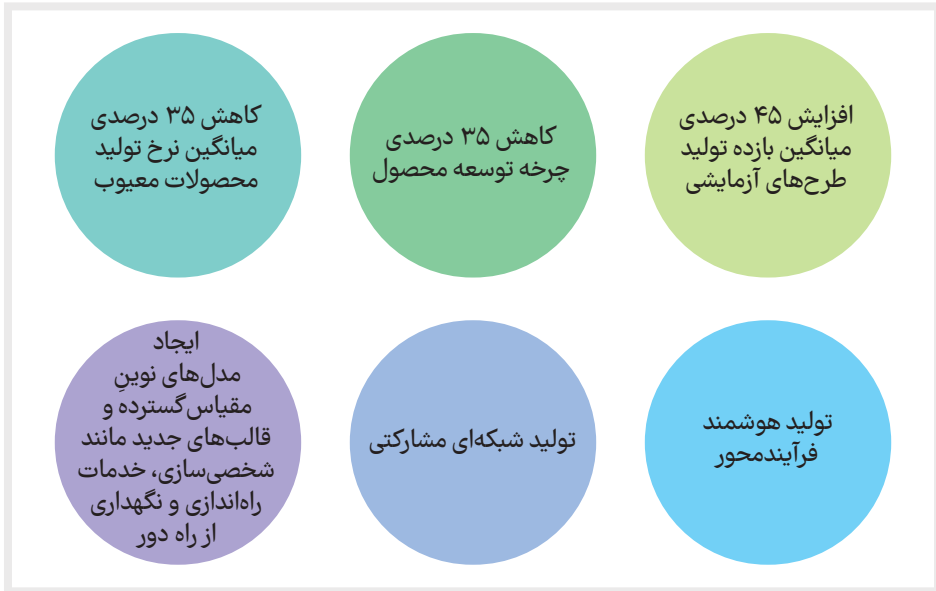 افزایش ۴۵ درصدی
میانگین بازده تولید
طرح‌های آزمایشی
کاهش ۳۵ درصدی
چرخه توسعه محصول
کاهش ۳۵ درصدی
میانگین نرخ تولید
محصولات معیوب
تولید هوشمند
فرآیندمحور
تولید شبکه‌ای مشارکتی
ایجاد
مدل‌های نوینِ
مقیاس‌گسترده و
قالب‌های جدید مانند
شخصی‌سازی، خدمات
راه‌اندازی و نگهداری
از راه دور